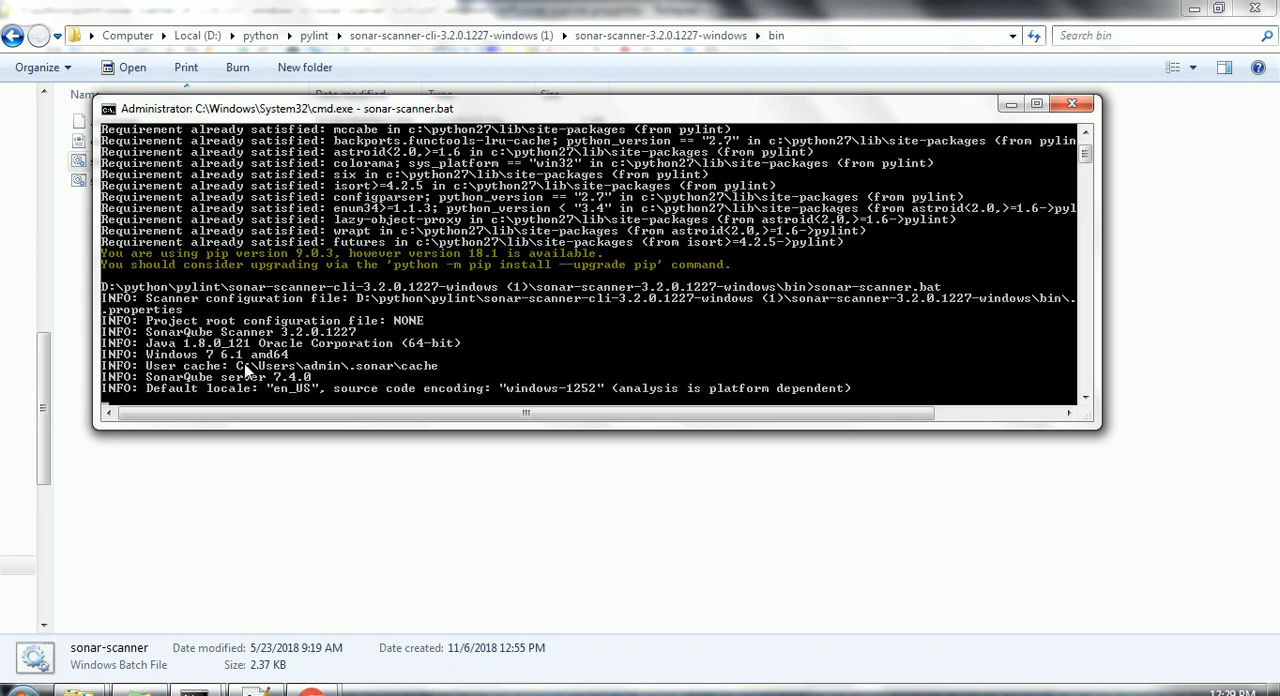 Computer Local (D:) python pylint sonar-scanner-cli-3.2.0.1227-windows (1) sonar-scanner-3.2.0.1227-windows bin
Search bin
Organize Open Print Burn New folder
Administrator: C:\Windows\System32\cmd.exe - sonar-scanner.bat
Requirement already satisfied: mccabe in c:\python27\lib\site-packages (from pylint)
Requirement already satisfied: backports.functools-lru-cache; python_version == "2.7" in c:\python27\lib\site-packages (from pylin
Requirement already satisfied: astroid<2.0,>=1.6 in c:\python27\lib\site-packages (from pylint)
Requirement already satisfied: colorama; sys_platform == "win32" in c:\python27\lib\site-packages (from pylint)
Requirement already satisfied: six in c:\python27\lib\site-packages (from pylint)
Requirement already satisfied: isort>=4.2.5 in c:\python27\lib\site-packages (from pylint)
Requirement already satisfied: configparser; python_version == "2.7" in c:\python27\lib\site-packages (from pylint)
Requirement already satisfied: enum34>=1.1.3; python_version < "3.4" in c:\python27\lib\site-packages (from astroid<2.0,>=1.6->pyl
Requirement already satisfied: lazy-object-proxy in c:\python27\lib\site-packages (from astroid<2.0,>=1.6->pylint)
Requirement already satisfied: wrapt in c:\python27\lib\site-packages (from astroid<2.0,>=1.6->pylint)
Requirement already satisfied: futures in c:\python27\lib\site-packages (from isort>=4.2.5->pylint)
You are using pip version 9.0.3, however version 18.1 is available.
You should consider upgrading via the 'python -m pip install --upgrade pip' command.
D:\python\pylint\sonar-scanner-cli-3.2.0.1227-windows (1)\sonar-scanner-3.2.0.1227-windows\bin>sonar-scanner.bat
INFO: Scanner configuration file: D:\python\pylint\sonar-scanner-cli-3.2.0.1227-windows (1)\sonar-scanner-3.2.0.1227-windows\bin\.
.properties
INFO: Project root configuration file: NONE
INFO: SonarQube Scanner 3.2.0.1227
INFO: Java 1.8.0_121 Oracle Corporation (64-bit)
INFO: Windows 7 6.1 amd64
INFO: User cache: C:\Users\admin\.sonar\cache
INFO: SonarQube server 7.4.0
INFO: Default locale: "en_US", source code encoding: "windows-1252" (analysis is platform dependent)
sonar-scanner Date modified: 5/23/2018 9:19 AM Date created: 11/6/2018 12:55 PM
Windows Batch File Size: 2.37 KB
12:29 PM